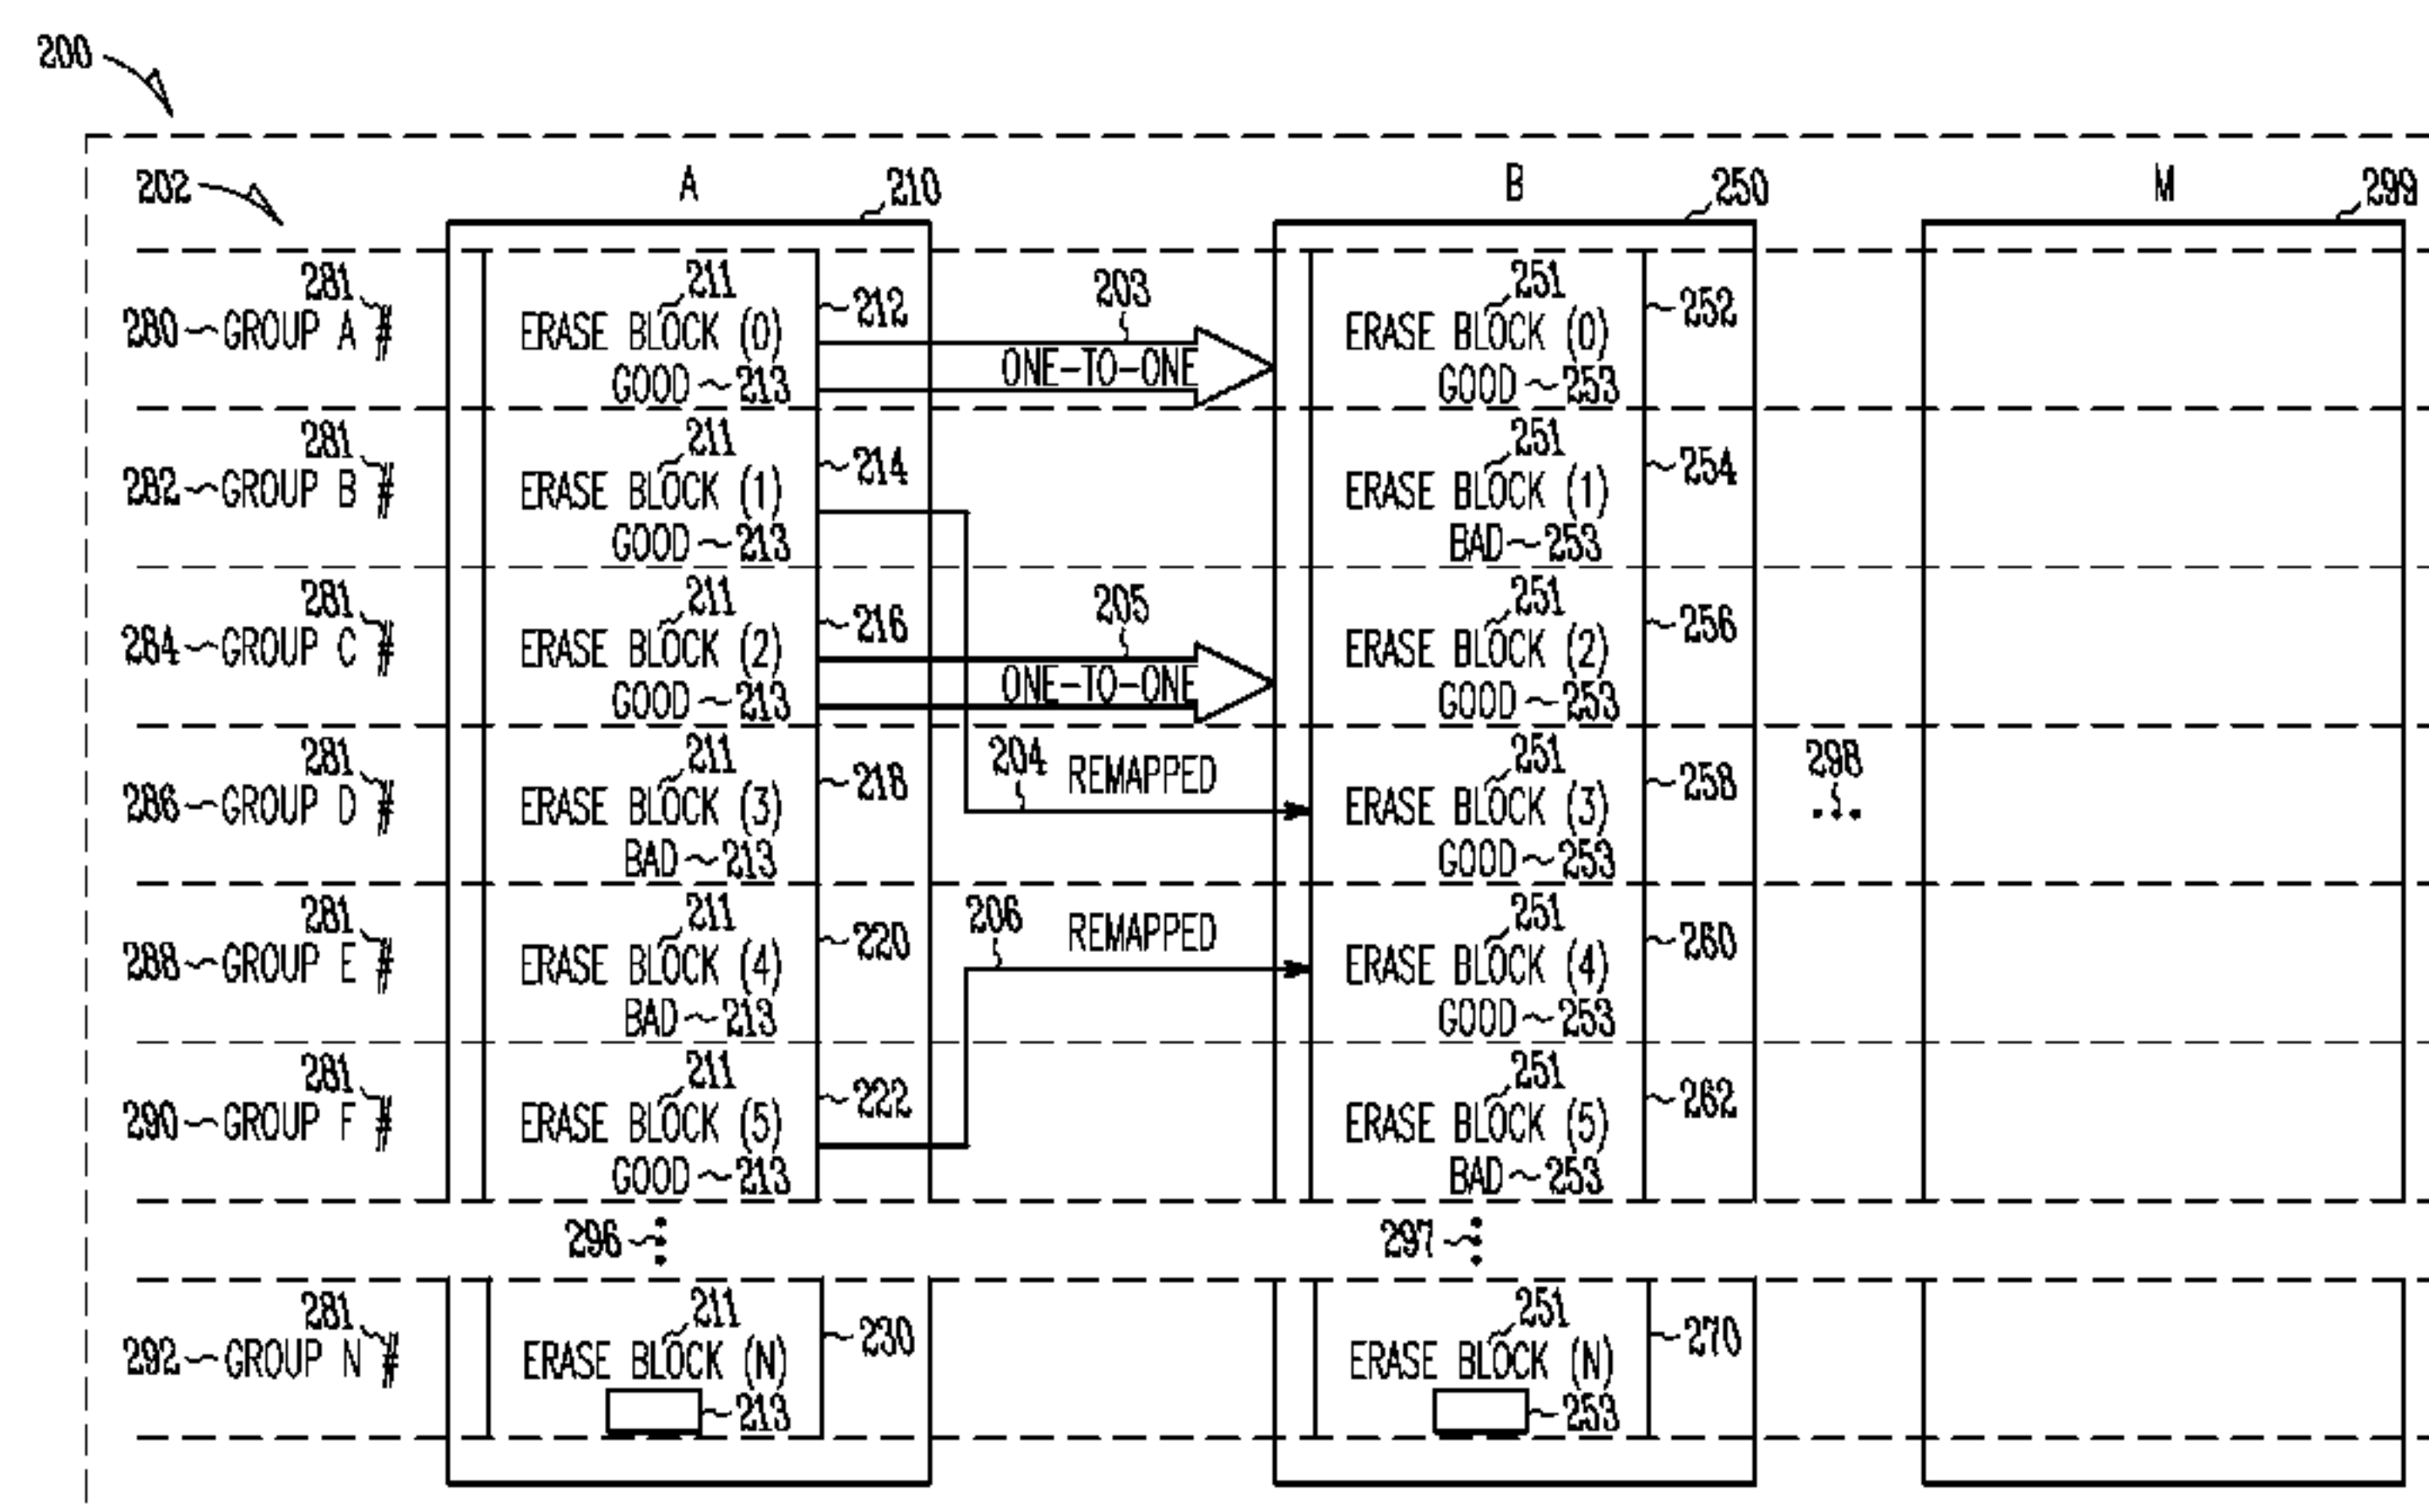 200
202 A 210 B 250 M 299
281 211 203 251
280 GROUP A # ERASE BLOCK (0) 212 ERASE BLOCK (0) 252
ONE-TO-ONE
GOOD 213 GOOD 253
281 211 251
282 GROUP B # ERASE BLOCK (1) 214 ERASE BLOCK (1) 254
GOOD 213 BAD 253
281 211 205 251
284 GROUP C # ERASE BLOCK (2) 216 ERASE BLOCK (2) 256
ONE-TO-ONE
GOOD 213 GOOD 253
281 211 204 REMAPPED 251 298
286 GROUP D # ERASE BLOCK (3) 218 ERASE BLOCK (3) 258
BAD 213 GOOD 253
281 211 206 REMAPPED 251
288 GROUP E # ERASE BLOCK (4) 220 ERASE BLOCK (4) 260
BAD 213 GOOD 253
281 211 251
290 GROUP F # ERASE BLOCK (5) 222 ERASE BLOCK (5) 262
GOOD 213 BAD 253
296 297
281 211 251
292 GROUP N # ERASE BLOCK (N) 230 ERASE BLOCK (N) 270
213 253